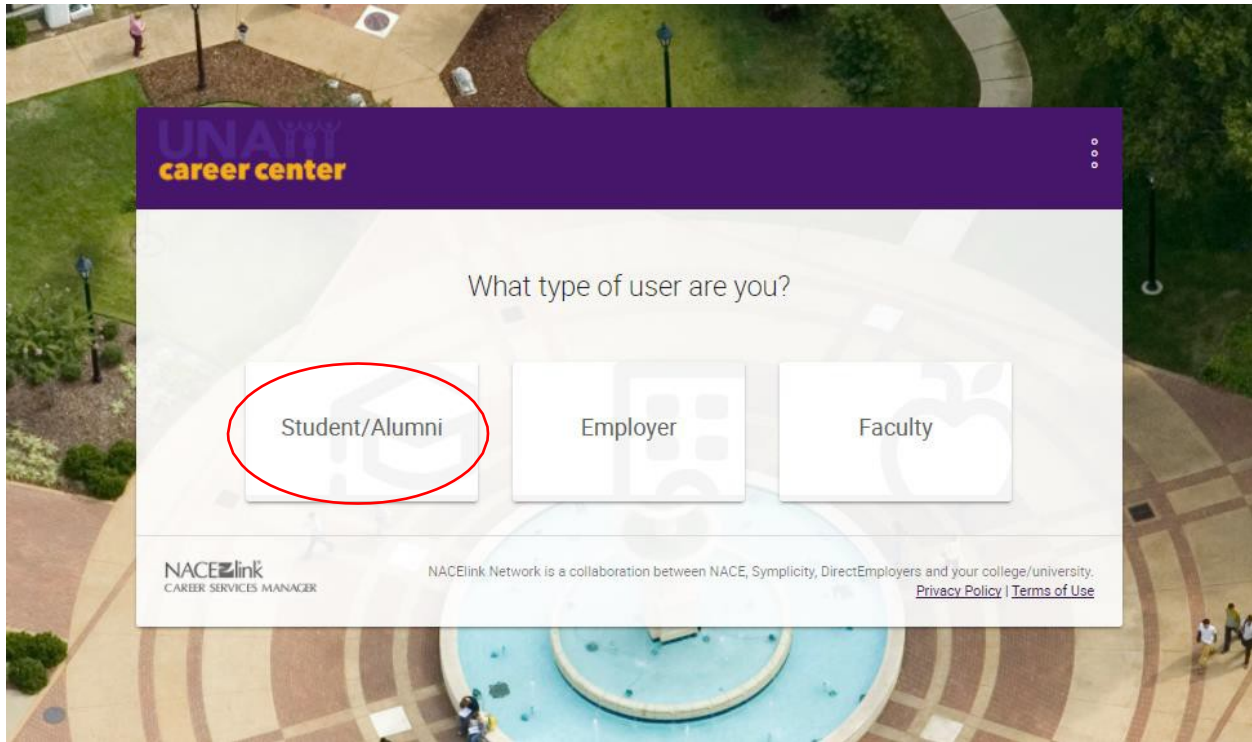 UNA
career center
What type of user are you?
Student/Alumni
Employer
Faculty
NACElink
CAREER SERVICES MANAGER
NACElink Network is a collaboration between NACE, Symplicity, DirectEmployers and your college/university.
Privacy Policy | Terms of Use